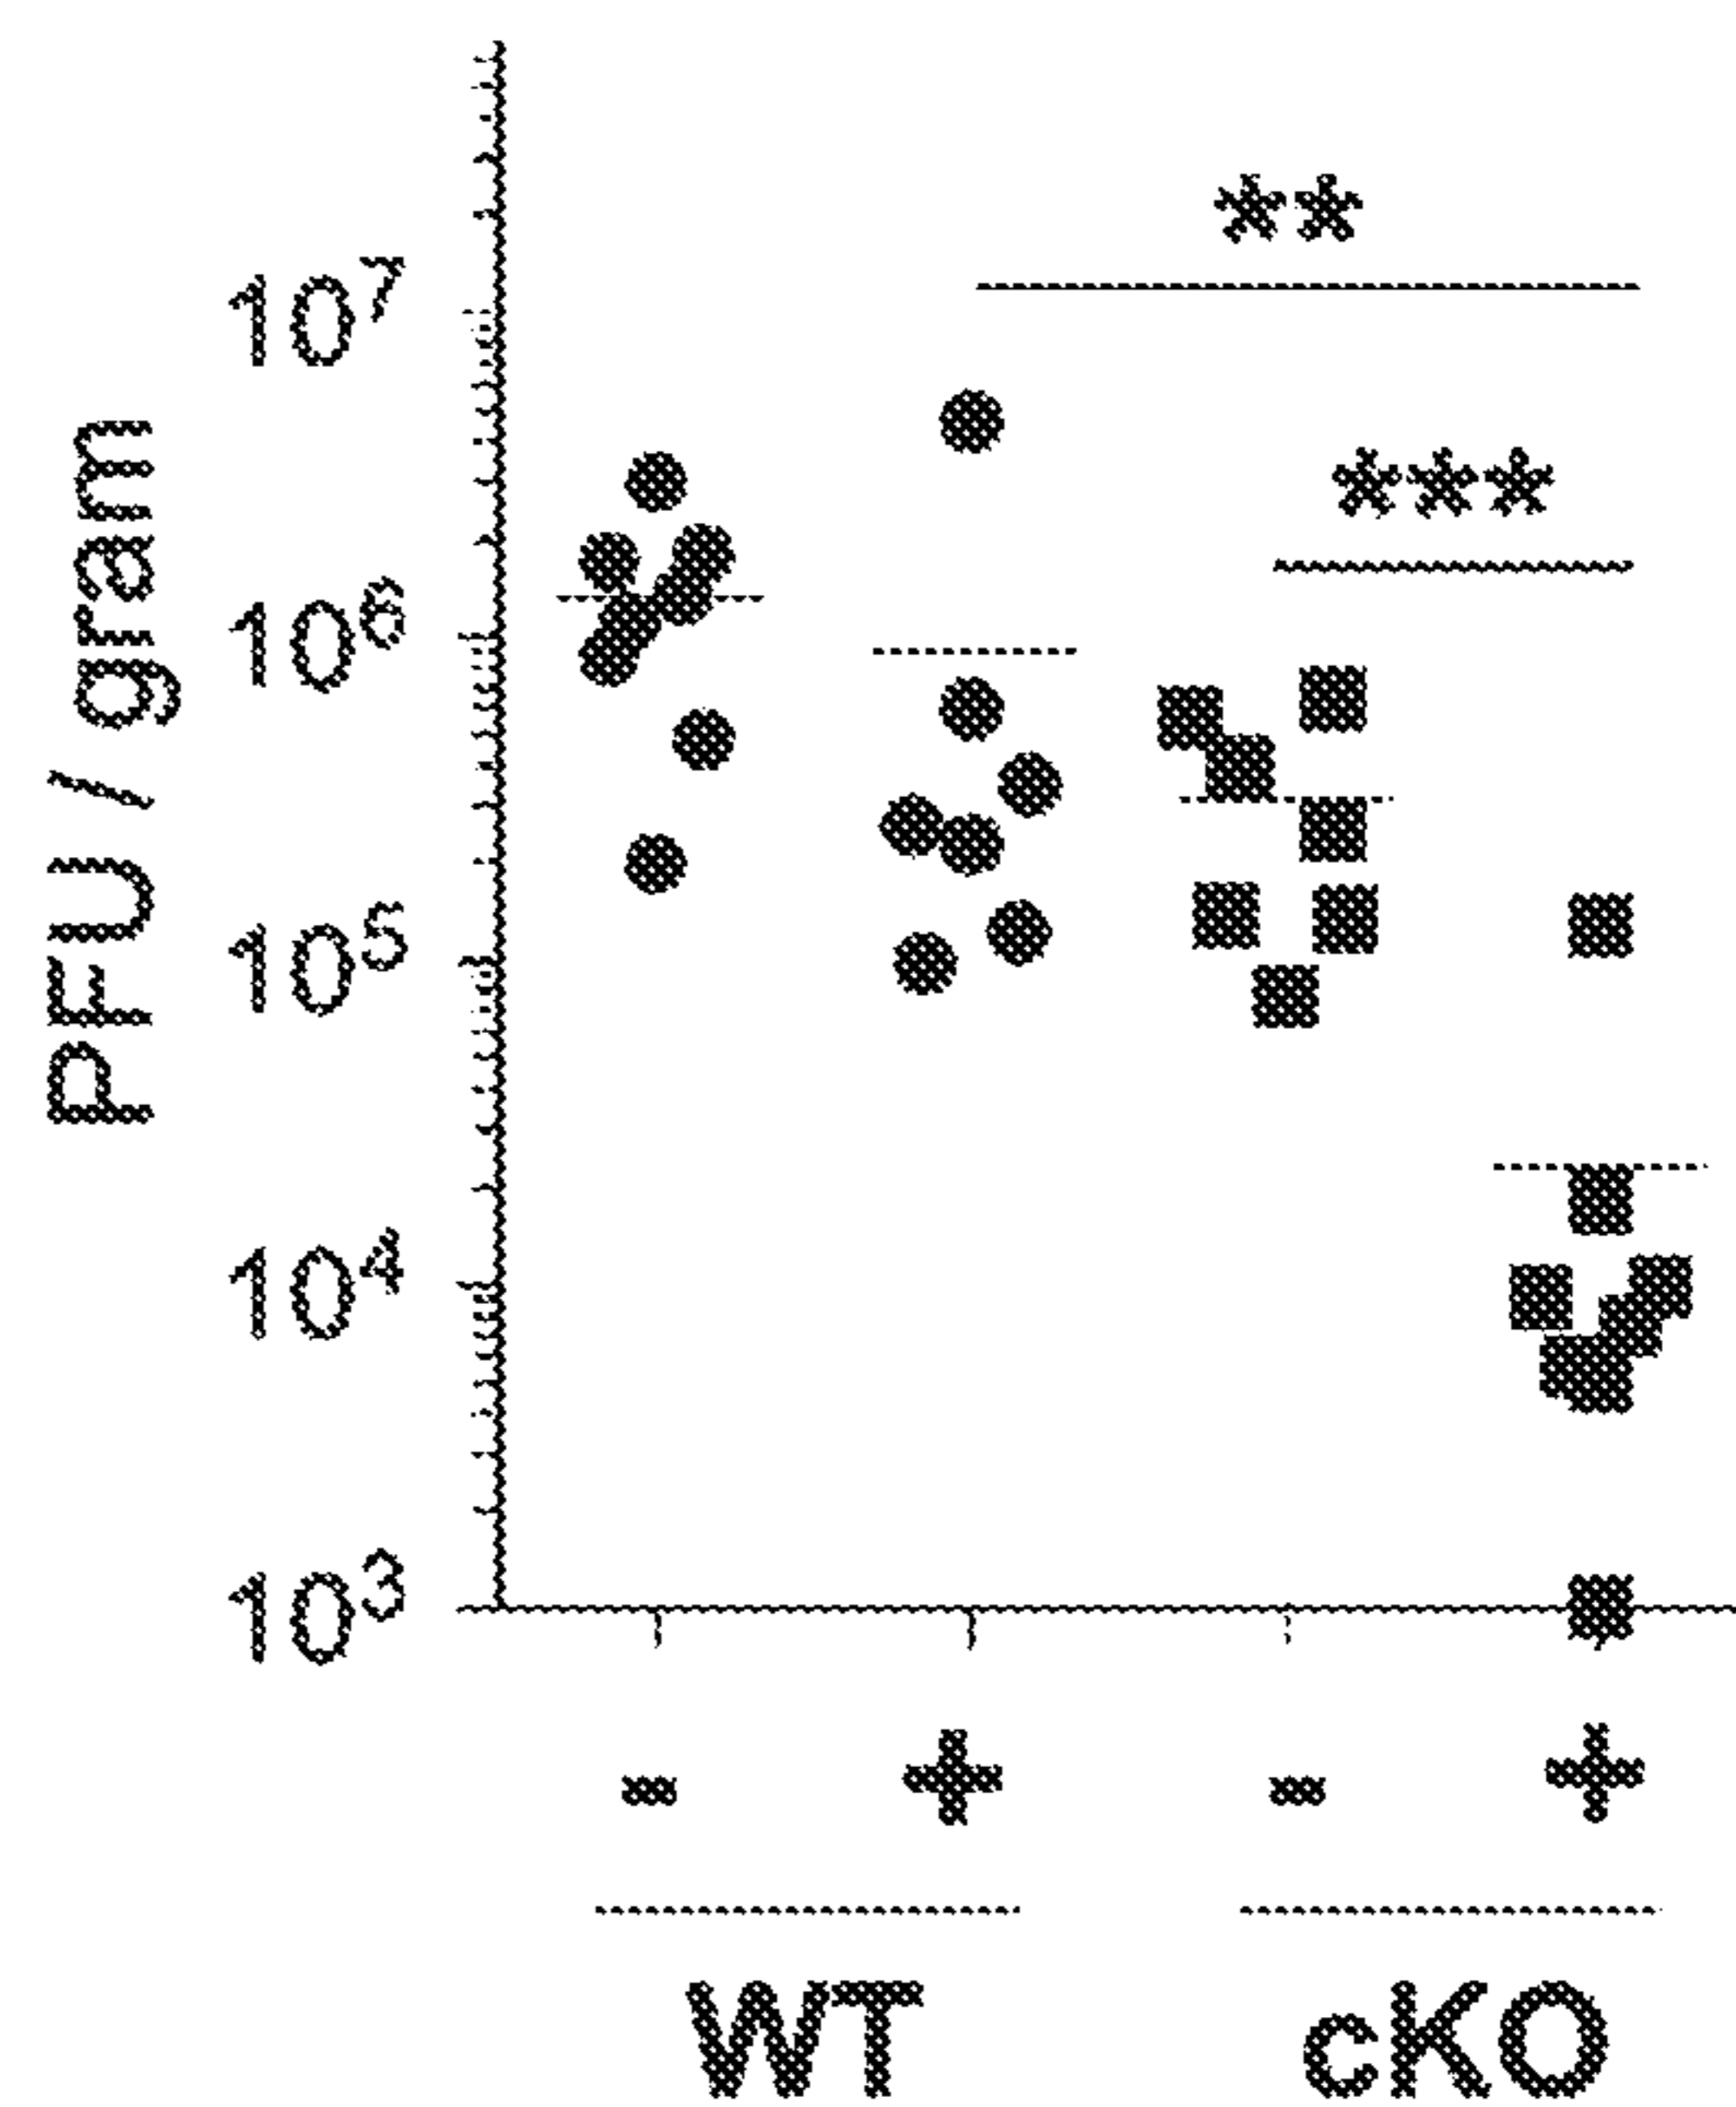 PFU / gram
10⁷
10⁶
10⁵
10⁴
10³
**
***
- + - +
WT cKO